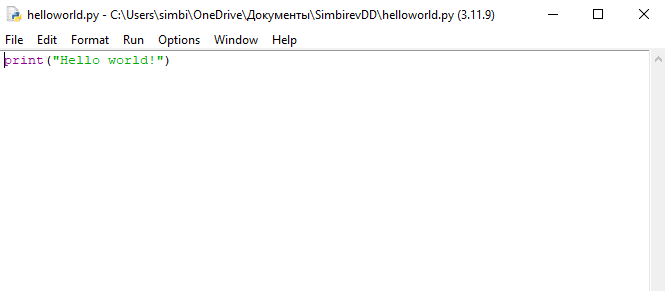 helloworld.py - C:\Users\simbi\OneDrive\Документы\SimbirevDD\helloworld.py (3.11.9)
File Edit Format Run Options Window Help
print("Hello world!")